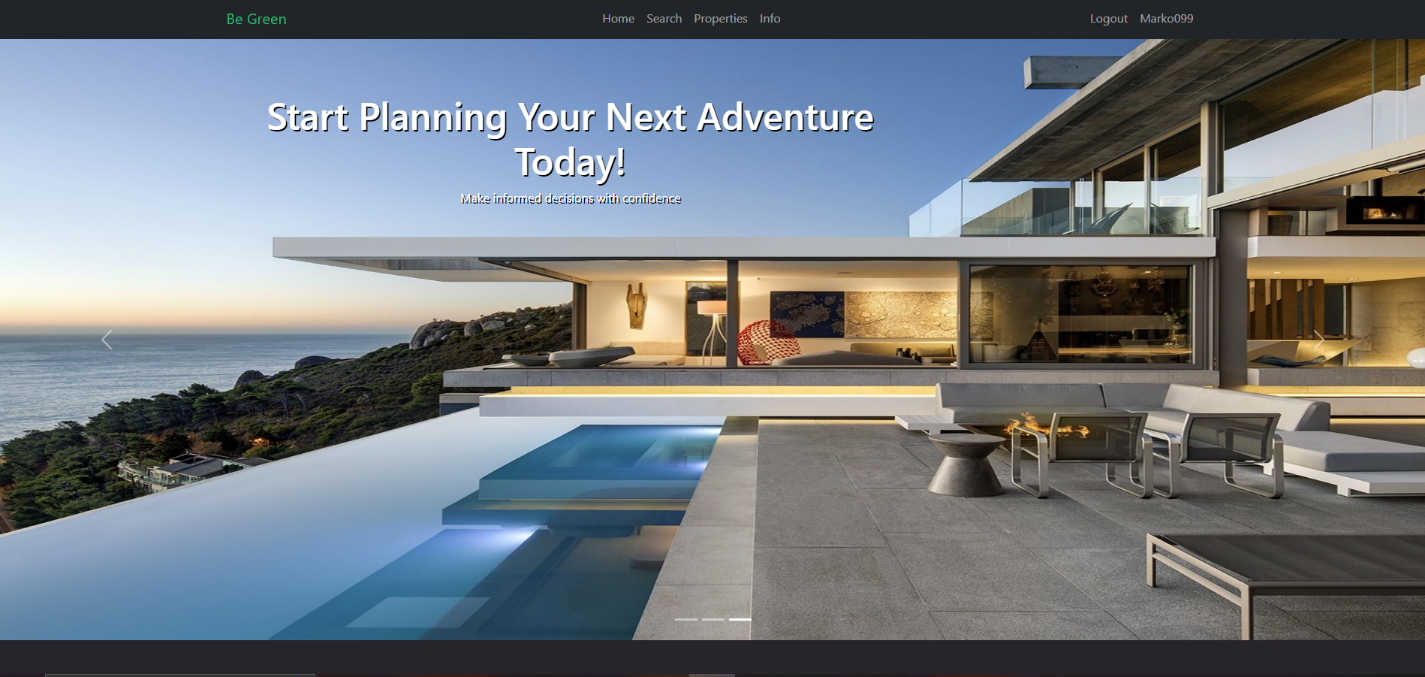 Be Green
Home Search Properties Info
Logout Marko099
Start Planning Your Next Adventure
Today!
Make informed decisions with confidence